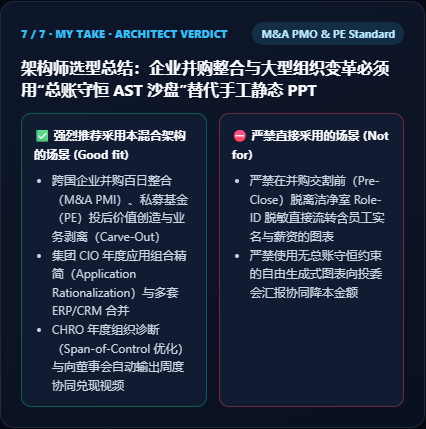 7 / 7 · MY TAKE · ARCHITECT VERDICT
M&A PMO & PE Standard
架构师选型总结：企业并购整合与大型组织变革必须
用“总账守恒 AST 沙盘”替代手工静态 PPT
✅ 强烈推荐采用本混合架构
的场景 (Good fit)
• 跨国企业并购百日整合
（M&A PMI）、私募基金
（PE）投后价值创造与业
务剥离（Carve-Out）
• 集团 CIO 年度应用组合精
简（Application
Rationalization）与多套
ERP/CRM 合并
• CHRO 年度组织诊断
（Span-of-Control 优化）
与向董事会自动输出周度
协同兑现视频
⛔ 严禁直接采用的场景 (Not
for)
• 严禁在并购交割前（Pre-
Close）脱离洁净室 Role-
ID 脱敏直接流转含员工实
名与薪资的图表
• 严禁使用无总账守恒约束
的自由生成式图表向投委
会汇报协同降本金额